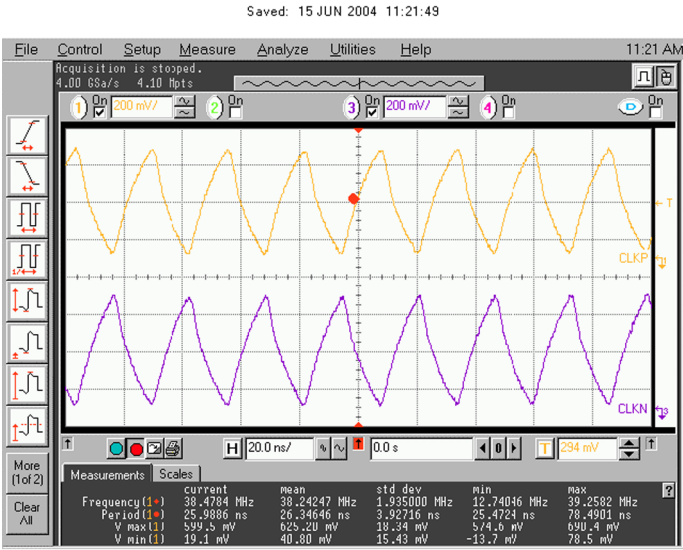 Saved: 15 JUN 2004 11:21:49
File Control Setup Measure Analyze Utilities Help 11:21 AM
Acquisition is stopped.
4.00 GSa/s 4.10 Mpts
1 On 200 mV/ 2 On 3 On 200 mV/ 4 On D On
T
CLKP
1
CLKN
3
H 20.0 ns/ 0.0 s 0 T 294 mV
More
(1 of 2)
Clear
All
Measurements Scales ?
current mean std dev min max
Frequency(1) 38.4784 MHz 38.24247 MHz 1.935000 MHz 12.74046 MHz 39.2582 MHz
Period(1) 25.9886 ns 26.34646 ns 3.92716 ns 25.4724 ns 78.4901 ns
V max(1) 599.5 mV 625.20 mV 18.34 mV 574.6 mV 690.4 mV
V min(1) 19.1 mV 40.80 mV 15.43 mV -13.7 mV 78.5 mV